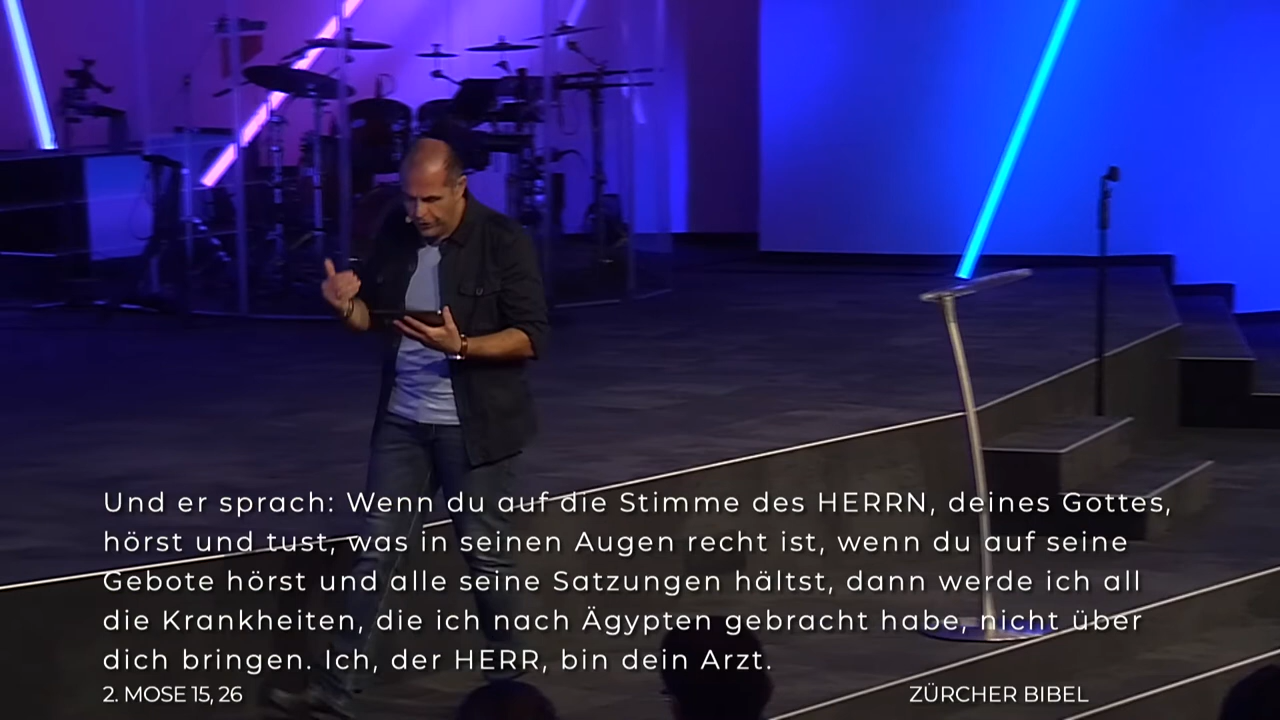 Und er sprach: Wenn du auf die Stimme des HERRN, deines Gottes,
hörst und tust, was in seinen Augen recht ist, wenn du auf seine
Gebote hörst und alle seine Satzungen hältst, dann werde ich all
die Krankheiten, die ich nach Ägypten gebracht habe, nicht über
dich bringen. Ich, der HERR, bin dein Arzt.
2. MOSE 15, 26
ZÜRCHER BIBEL